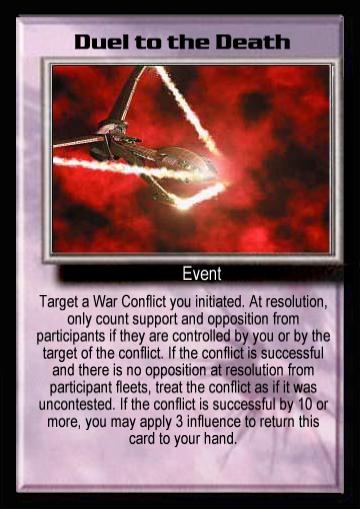 Duel to the Death
Event
Target a War Conflict you initiated. At resolution,
only count support and opposition from
participants if they are controlled by you or by the
target of the conflict. If the conflict is successful
and there is no opposition at resolution from
participant fleets, treat the conflict as if it was
uncontested. If the conflict is successful by 10 or
more, you may apply 3 influence to return this
card to your hand.